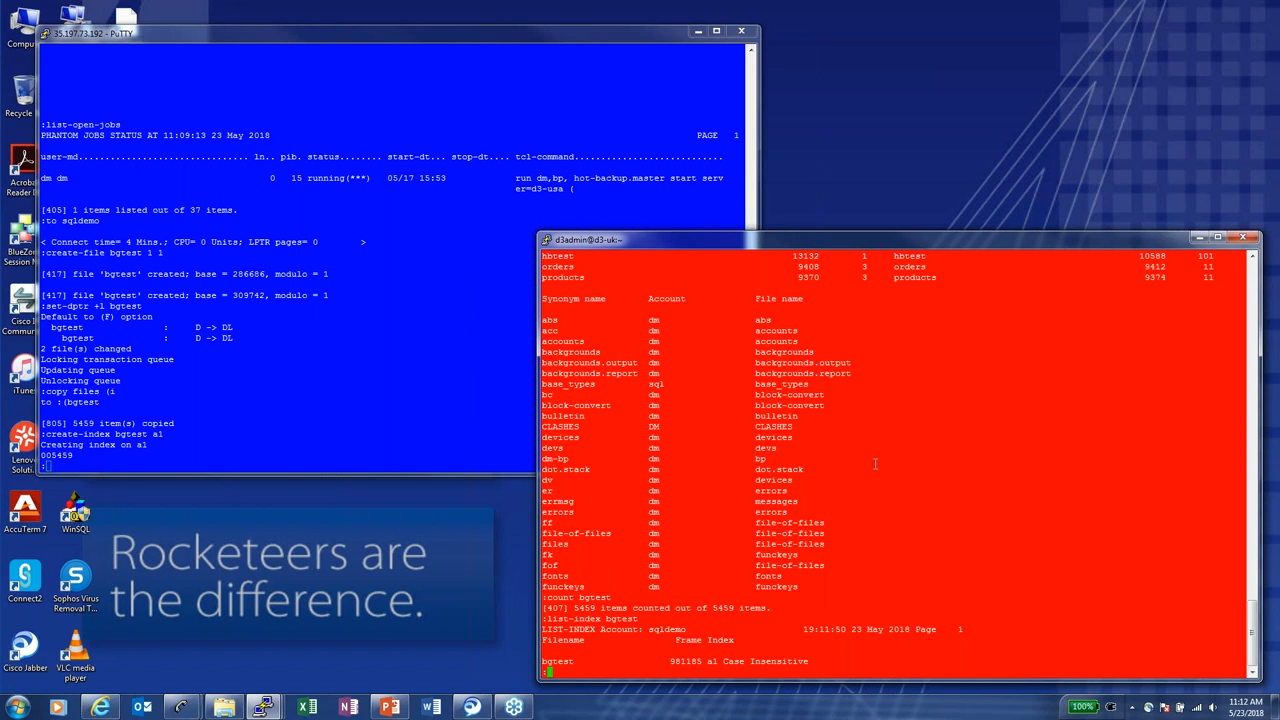 Compu
Recycle
Acrobat
Reader D
BlueZon
Session F
Cisco I
Commun
iTunes
Lenovo
Soluti..
35.197.73.192 - PuTTY
:list-open-jobs
PHANTOM JOBS STATUS AT 11:09:13 23 May 2018 PAGE 1
user-md............................... ln.. pib. status........ start-dt... stop-dt.... tcl-command............................
dm dm 0 15 running(***) 05/17 15:53 run dm,bp, hot-backup.master start serv
er=d3-usa (
[405] 1 items listed out of 37 items.
:to sqldemo
< Connect time= 4 Mins.; CPU= 0 Units; LPTR pages= 0 >
:create-file bgtest 1 1
[417] file 'bgtest' created; base = 286686, modulo = 1
[417] file 'bgtest' created; base = 309742, modulo = 1
:set-dptr +l bgtest
Default to (F) option
bgtest : D -> DL
bgtest : D -> DL
2 file(s) changed
Locking transaction queue
Updating queue
Unlocking queue
:copy files (i
to :(bgtest
[805] 5459 item(s) copied
:create-index bgtest a1
Creating index on a1
005459
:
d3admin@d3-uk:~
hbtest 13132 1 hbtest 10588 101
orders 9408 3 orders 9412 11
products 9370 3 products 9374 11
Synonym name Account File name
abs dm abs
acc dm accounts
accounts dm accounts
backgrounds dm backgrounds
backgrounds.output dm backgrounds.output
backgrounds.report dm backgrounds.report
base_types sql base_types
bc dm block-convert
block-convert dm block-convert
bulletin dm bulletin
CLASHES DM CLASHES
devices dm devices
devs dm devs
dm-bp dm bp
dot.stack dm dot.stack
dv dm devices
er dm errors
errmsg dm messages
errors dm errors
ff dm file-of-files
file-of-files dm file-of-files
files dm file-of-files
fk dm funckeys
fof dm file-of-files
fonts dm fonts
funckeys dm funckeys
:count bgtest
[407] 5459 items counted out of 5459 items.
:list-index bgtest
LIST-INDEX Account: sqldemo 19:11:50 23 May 2018 Page 1
Filename Frame Index
bgtest 981185 a1 Case Insensitive
:
AccuTerm 7
WinSQL
Connect2
Sophos Virus
Removal T...
Cisco Jabber
VLC media
player
Rocketeers are
the difference.
100%
11:12 AM
5/23/2018